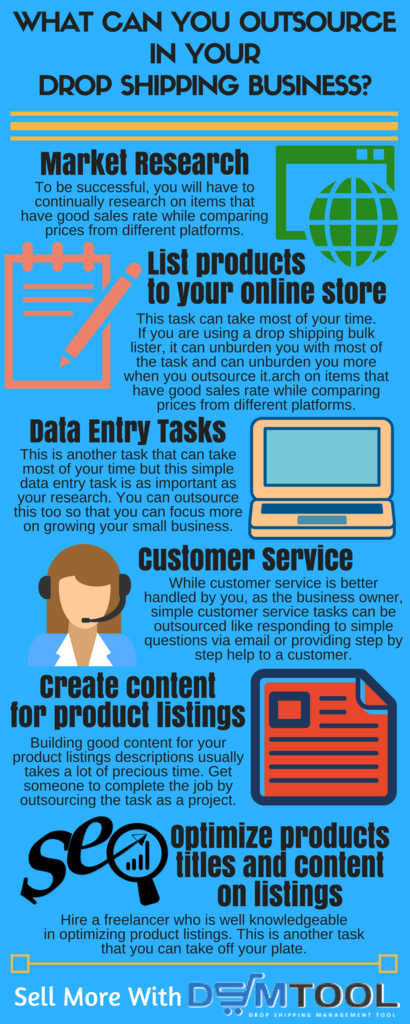 WHAT CAN YOU OUTSOURCE
IN YOUR
DROP SHIPPING BUSINESS?
Market Research
To be successful, you will have to
continually research on items that
have good sales rate while comparing
prices from different platforms.
List products
to your online store
This task can take most of your time.
If you are using a drop shipping bulk
lister, it can unburden you with most of
the task and can unburden you more
when you outsource it.arch on items that
have good sales rate while comparing
prices from different platforms.
Data Entry Tasks
This is another task that can take
most of your time but this simple
data entry task is as important as
your research. You can outsource
this too so that you can focus more
on growing your small business.
Customer Service
While customer service is better
handled by you, as the business owner,
simple customer service tasks can be
outsourced like responding to simple
questions via email or providing step by
step help to a customer.
Create content
for product listings
Building good content for your
product listings descriptions usually
takes a lot of precious time. Get
someone to complete the job by
outsourcing the task as a project.
seo
Optimize products
titles and content
on listings
Hire a freelancer who is well knowledgeable
in optimizing product listings. This is another task
that you can take off your plate.
Sell More With DSMTOOL
DROP SHIPPING MANAGEMENT TOOL